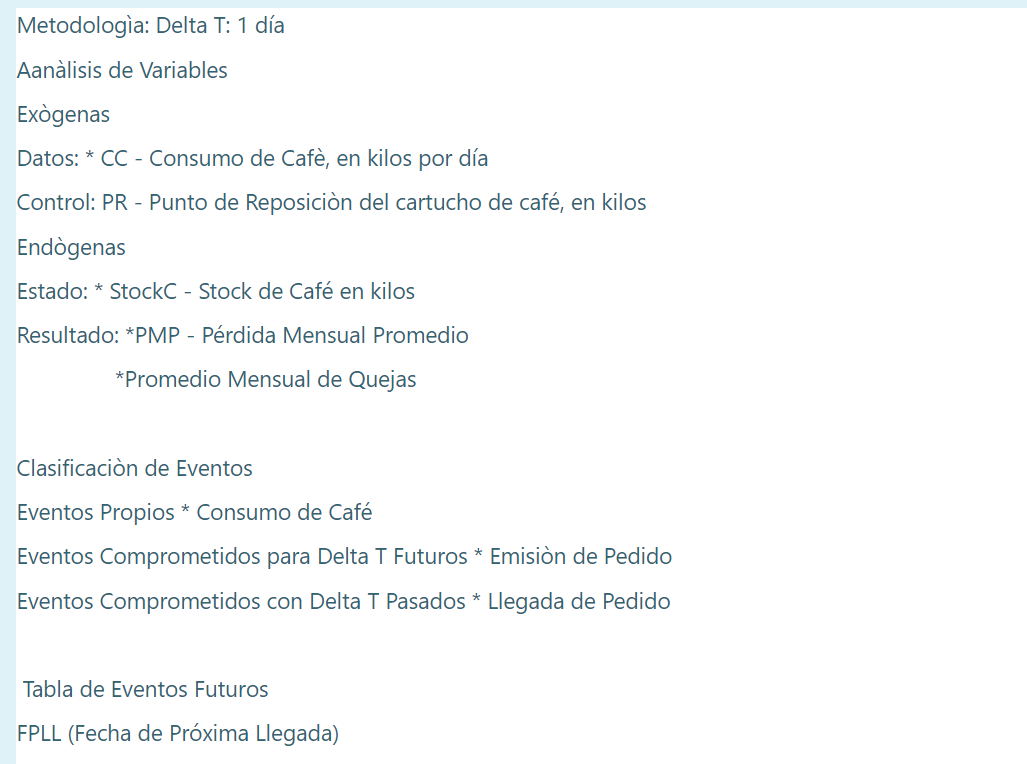 Metodologìa: Delta T: 1 día
Aanàlisis de Variables
Exògenas
Datos: * CC - Consumo de Cafè, en kilos por día
Control: PR - Punto de Reposiciòn del cartucho de café, en kilos
Endògenas
Estado: * StockC - Stock de Café en kilos
Resultado: *PMP - Pérdida Mensual Promedio
*Promedio Mensual de Quejas
Clasificaciòn de Eventos
Eventos Propios * Consumo de Café
Eventos Comprometidos para Delta T Futuros * Emisiòn de Pedido
Eventos Comprometidos con Delta T Pasados * Llegada de Pedido
Tabla de Eventos Futuros
FPLL (Fecha de Próxima Llegada)